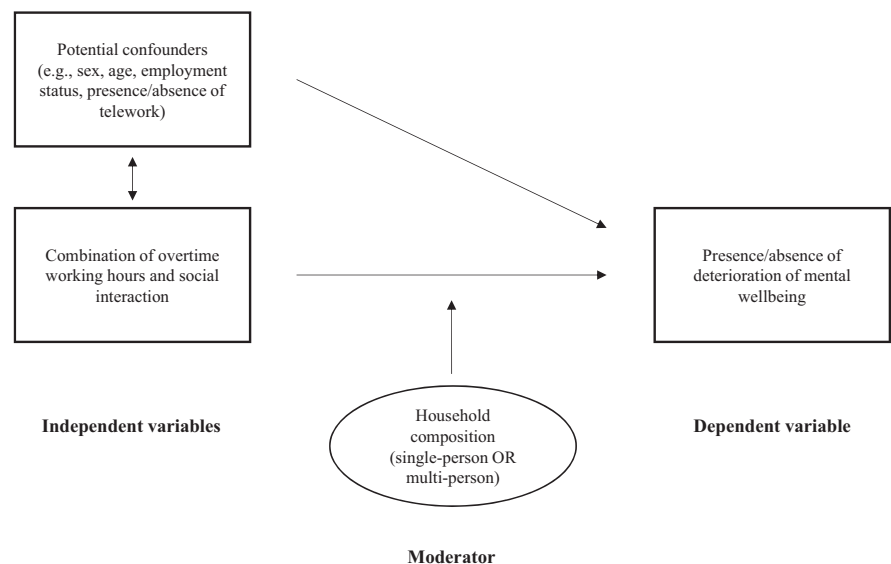 Potential confounders
(e.g., sex, age, employment
status, presence/absence of
telework)
Combination of overtime
working hours and social
interaction
Presence/absence of
deterioration of mental
wellbeing
Independent variables
Household
composition
(single-person OR
multi-person)
Dependent variable
Moderator